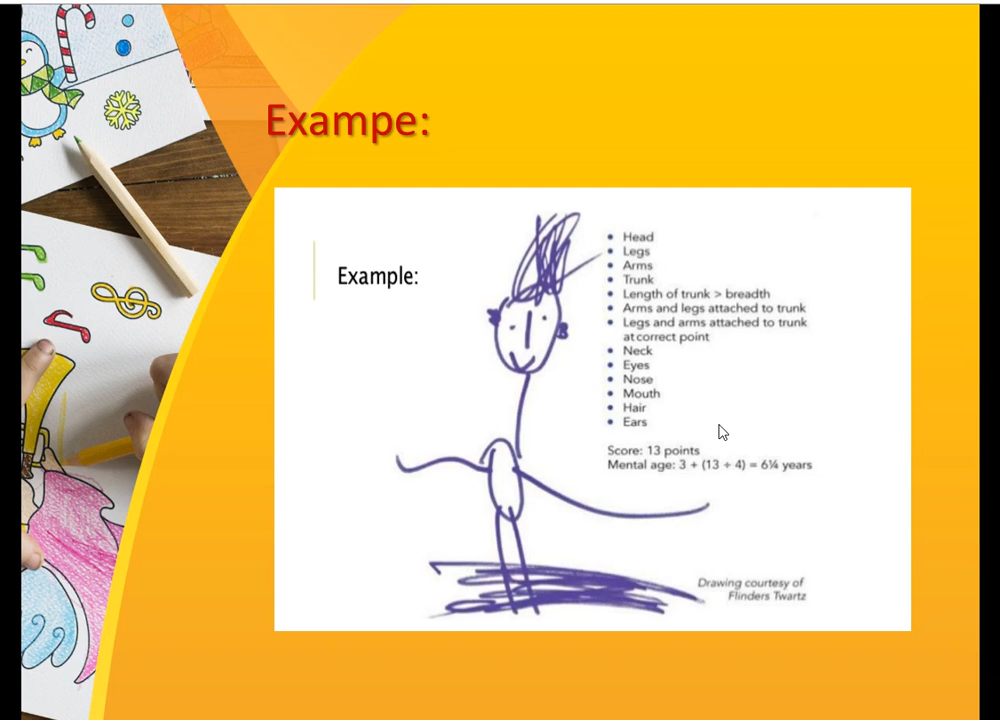 Exampe:
Example:
• Head
• Legs
• Arms
• Trunk
• Length of trunk > breadth
• Arms and legs attached to trunk
• Legs and arms attached to trunk
at correct point
• Neck
• Eyes
• Nose
• Mouth
• Hair
• Ears
Score: 13 points
Mental age: 3 + (13 ÷ 4) = 6¼ years
Drawing courtesy of
Flinders Twartz